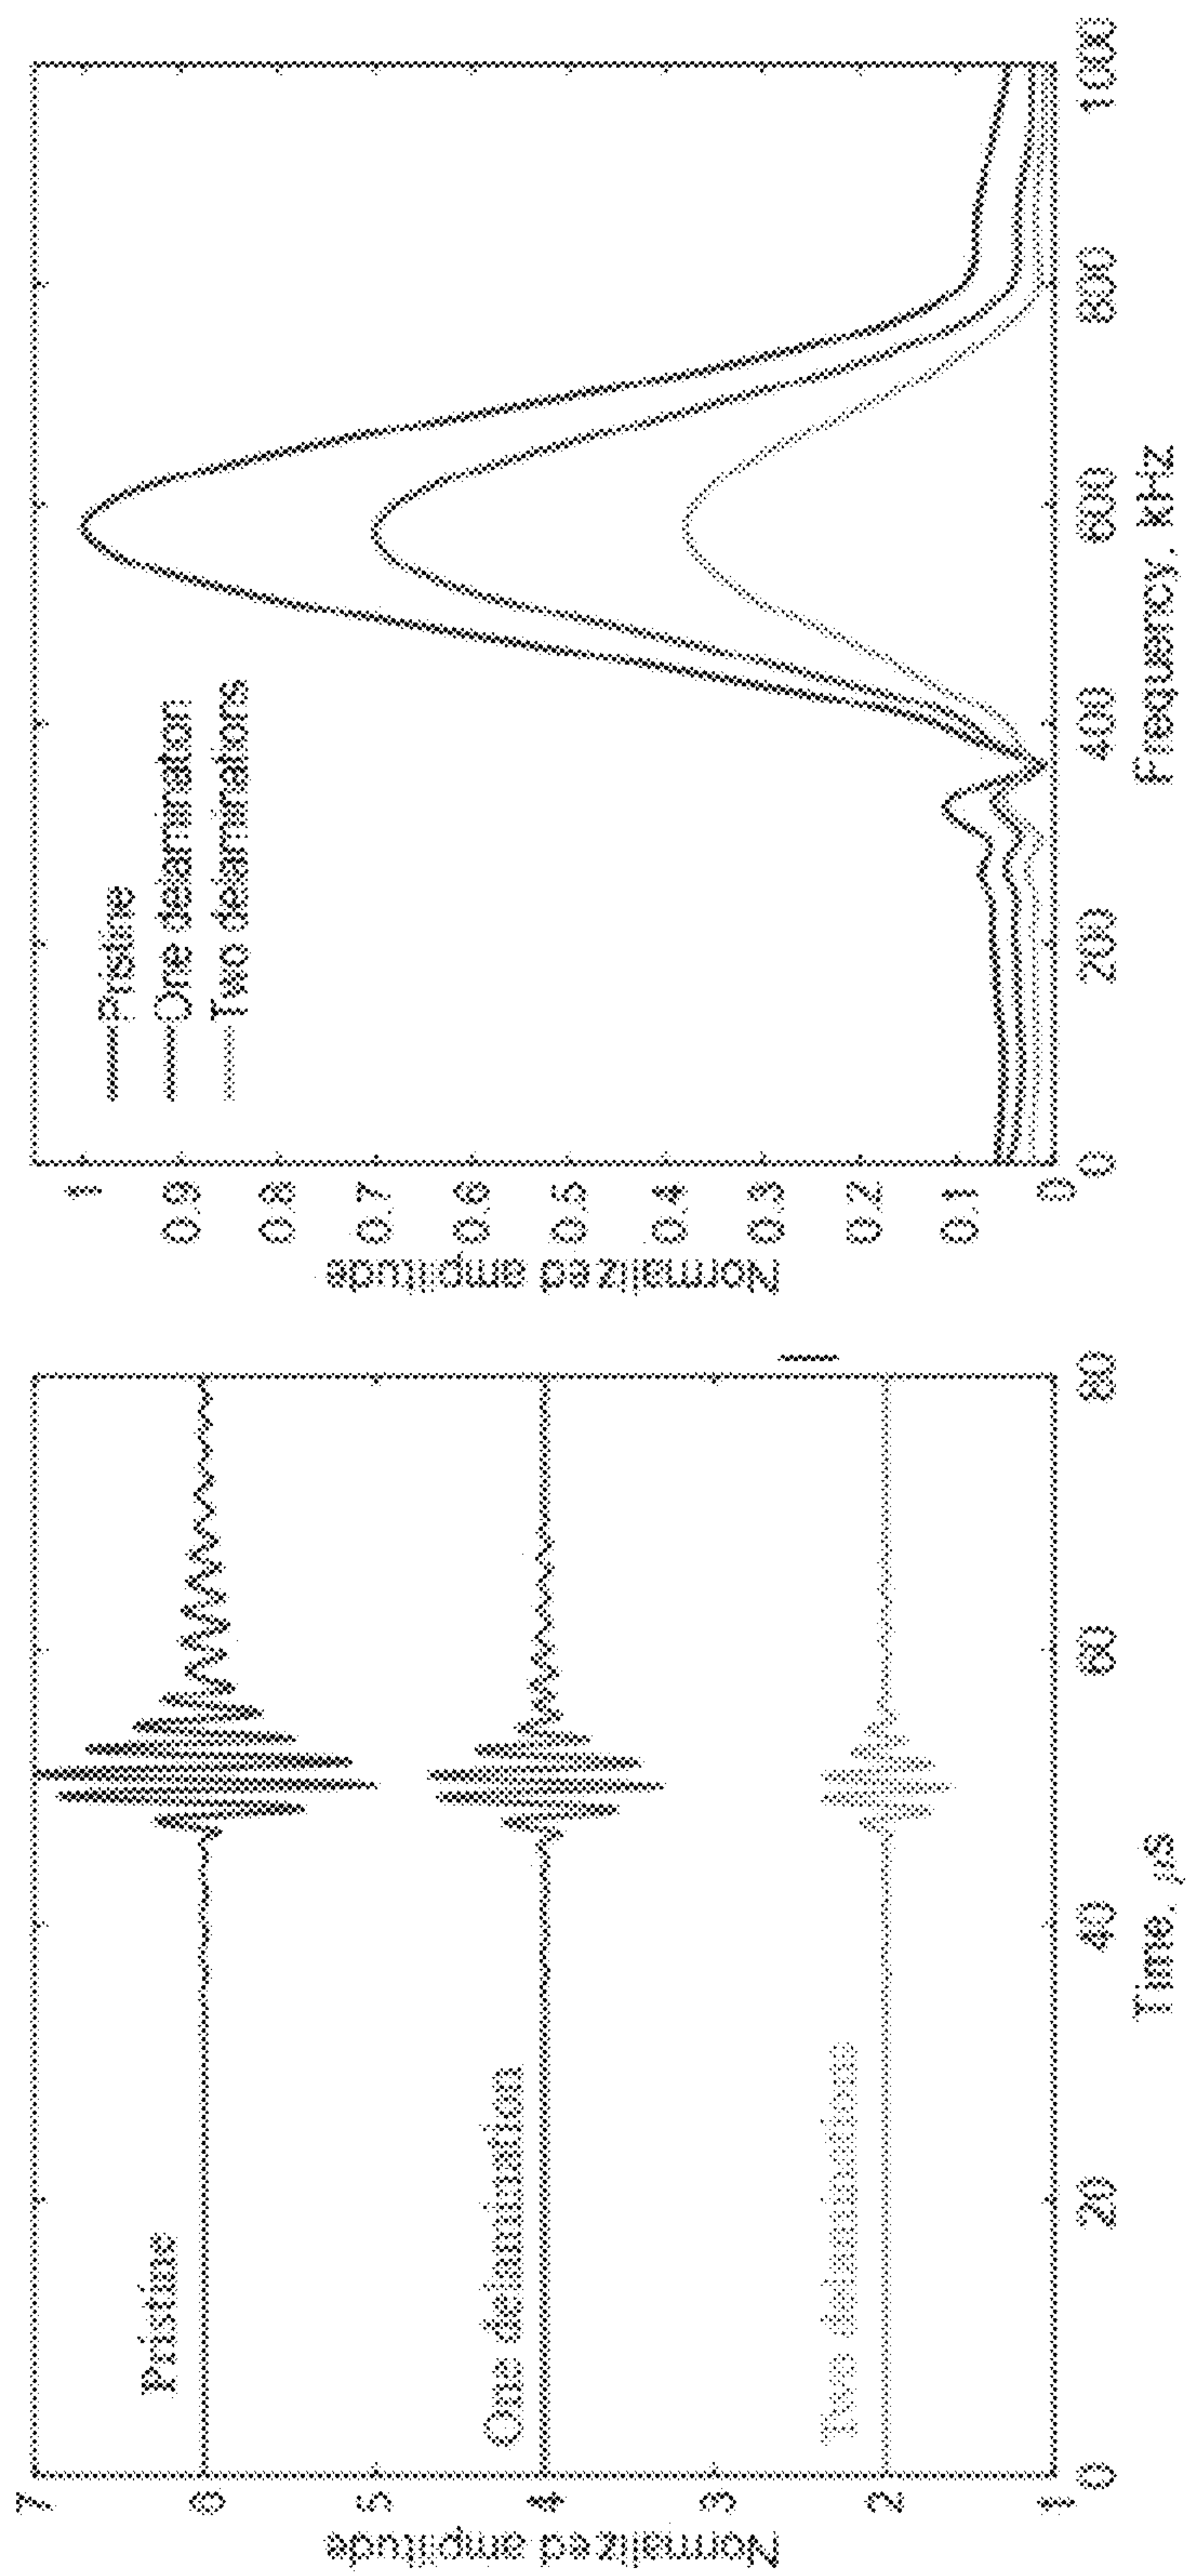 Normalized amplitude
7
6
5
4
3
2
1
Pristine
One delamination
Two delaminations
0
20
40
60
80
Time, μs
Normalized amplitude
1
0.9
0.8
0.7
0.6
0.5
0.4
0.3
0.2
0.1
0
Pristine
One delamination
Two delaminations
0
200
400
600
800
1000
Frequency, kHz